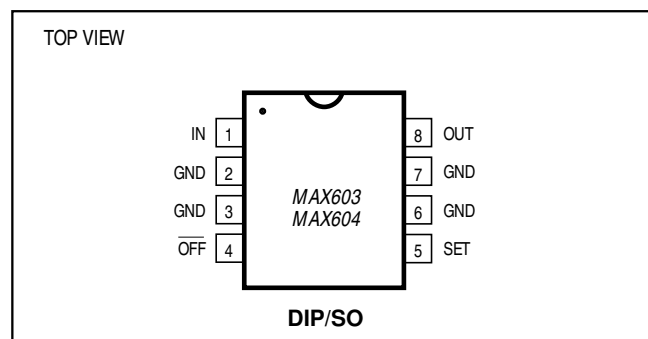 TOP VIEW
IN 1
8 OUT
GND 2
7 GND
GND 3
6 GND
O̅F̅F̅ 4
5 SET
MAX603
MAX604
DIP/SO